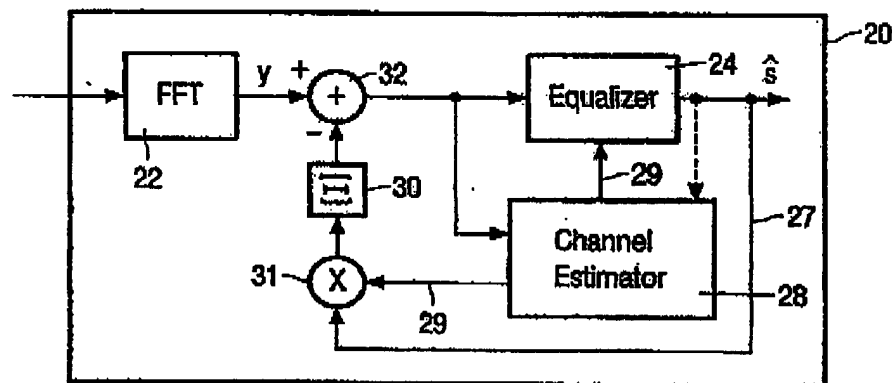 20
FFT
y
+
32
+
−
24
Equalizer
ŝ
22
Ξ
30
29
27
31
X
29
Channel
Estimator
28